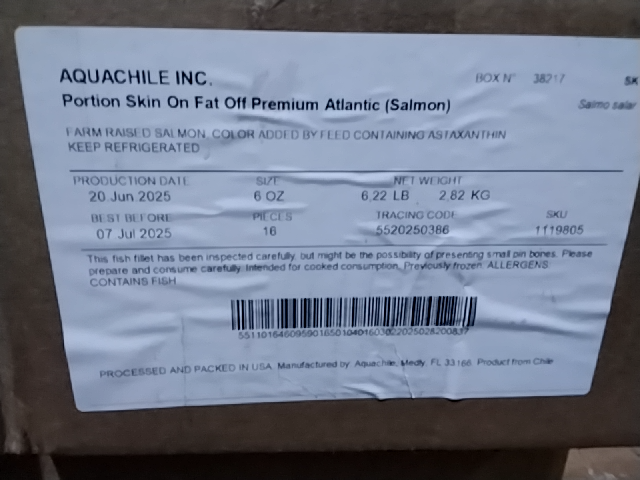 AQUACHILE INC.
BOX N° 38217 SK
Portion Skin On Fat Off Premium Atlantic (Salmon) Salmo salar
FARM RAISED SALMON, COLOR ADDED BY FEED CONTAINING ASTAXANTHIN
KEEP REFRIGERATED
PRODUCTION DATE SIZE NET WEIGHT
20 Jun 2025 6 OZ 6,22 LB 2,82 KG
BEST BEFORE PIECES TRACING CODE SKU
07 Jul 2025 16 5520250386 1119805
This fish fillet has been inspected carefully, but might be the possibility of presenting small pin bones. Please
prepare and consume carefully. Intended for cooked consumption. Previously frozen. ALLERGENS:
CONTAINS FISH
PROCESSED AND PACKED IN USA. Manufactured by: Aquachile, Medly, FL 33166. Product from Chile